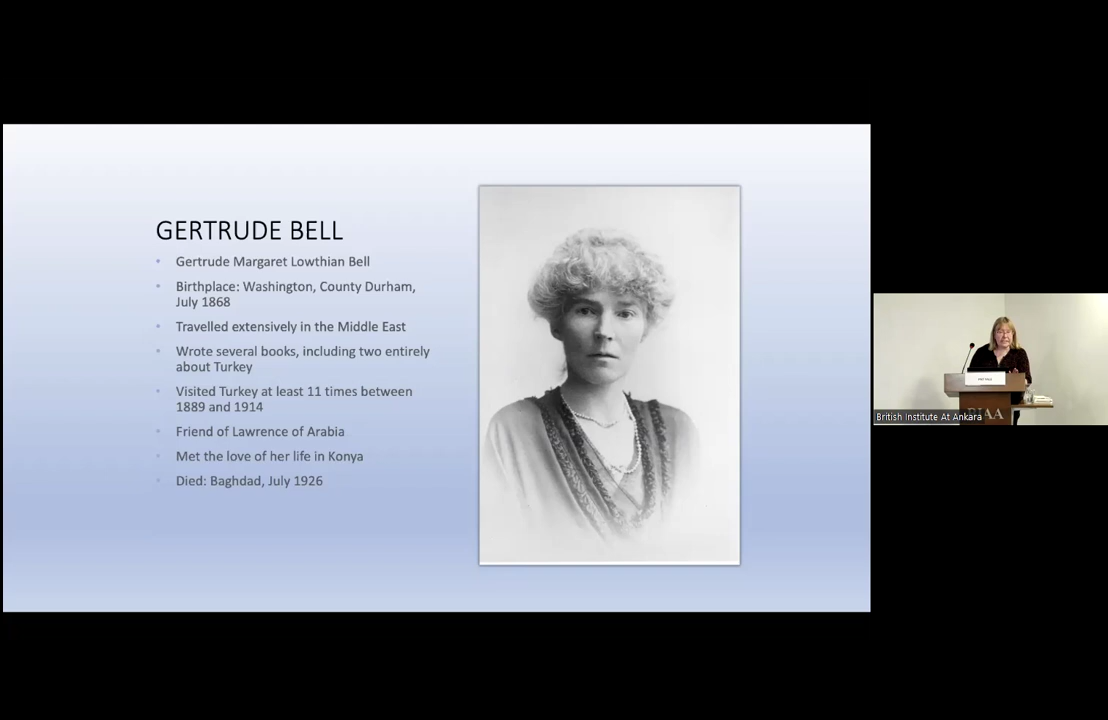 GERTRUDE BELL
• Gertrude Margaret Lowthian Bell
• Birthplace: Washington, County Durham,
July 1868
• Travelled extensively in the Middle East
• Wrote several books, including two entirely
about Turkey
• Visited Turkey at least 11 times between
1889 and 1914
• Friend of Lawrence of Arabia
• Met the love of her life in Konya
• Died: Baghdad, July 1926
BIAA
British Institute At Ankara